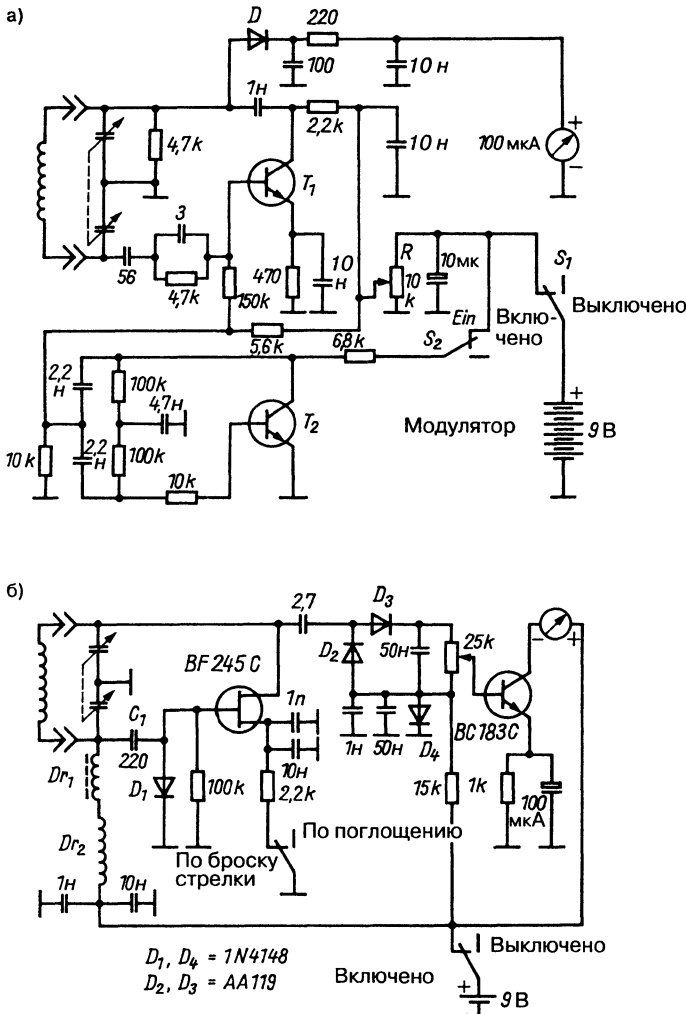 а)
D
220
100
10 н
1н
2,2k
10 н
100 мкА
+
−
4,7k
T1
3
56
4,7k
150k
470
10 н
R
10 k
10 мк
S1
Выключено
Вклю-
чено
Ein
S2
5,6k
6,8k
2,2 н
100k
4,7н
T2
+
9 В
Модулятор
10 k
2,2 н
100k
10k
б)
2,7
D3
−
+
BF 245 C
D2
50н
25k
BC 183C
C1
220
1п
10н
1н
50н
D4
Dr1
D1
100k
2,2k
15k
1k
100 мкА
По поглощению
По броску
стрелки
Dr2
1н
10н
D1, D4 = 1N4148
D2, D3 = AA119
Включено
Выключено
+
9 В